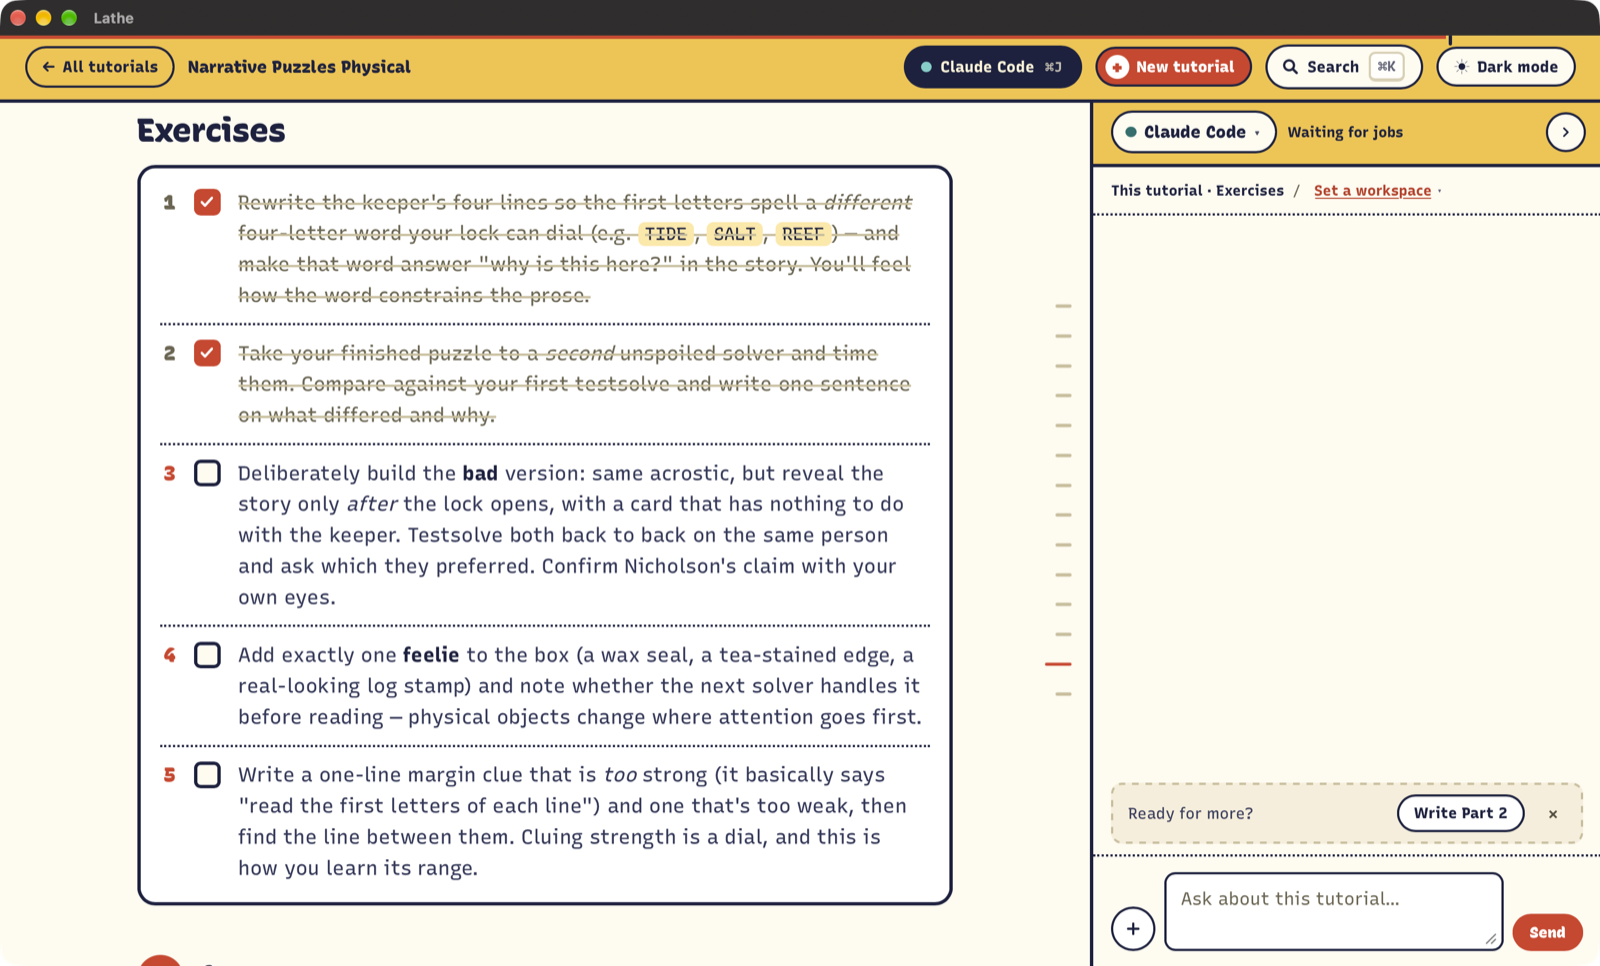 Lathe
← All tutorials
Narrative Puzzles Physical
Claude Code ⌘J
New tutorial
Search ⌘K
Dark mode
Exercises
1 Rewrite the keeper's four lines so the first letters spell a different
four-letter word your lock can dial (e.g. TIDE, SALT, REEF) — and
make that word answer "why is this here?" in the story. You'll feel
how the word constrains the prose.
2 Take your finished puzzle to a second unspoiled solver and time
them. Compare against your first testsolve and write one sentence
on what differed and why.
3 Deliberately build the bad version: same acrostic, but reveal the
story only after the lock opens, with a card that has nothing to do
with the keeper. Testsolve both back to back on the same person
and ask which they preferred. Confirm Nicholson's claim with your
own eyes.
4 Add exactly one feelie to the box (a wax seal, a tea-stained edge, a
real-looking log stamp) and note whether the next solver handles it
before reading — physical objects change where attention goes first.
5 Write a one-line margin clue that is too strong (it basically says
"read the first letters of each line") and one that's too weak, then
find the line between them. Cluing strength is a dial, and this is
how you learn its range.
Claude Code
Waiting for jobs
This tutorial · Exercises / Set a workspace ·
Ready for more?
Write Part 2 ×
Ask about this tutorial...
+
Send